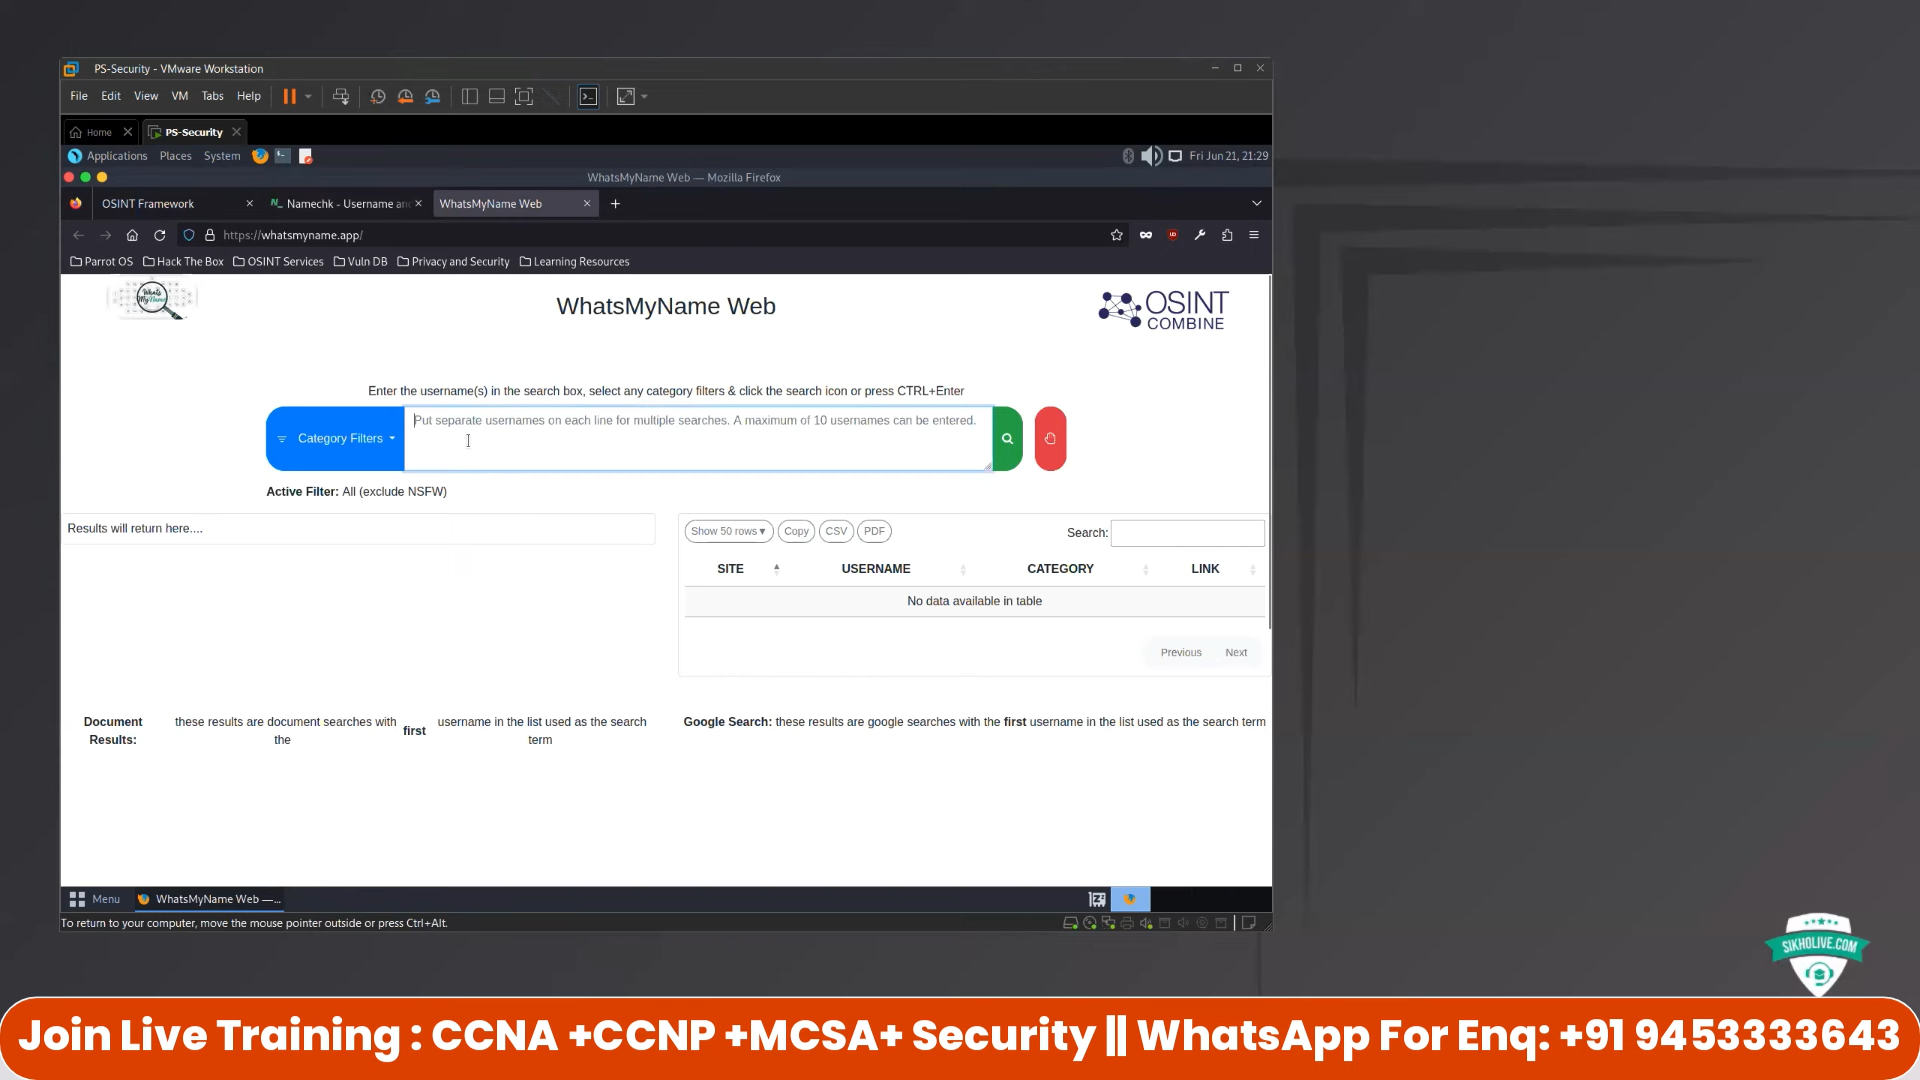 PS-Security - VMware Workstation
File Edit View VM Tabs Help
Home PS-Security
Applications Places System Fri Jun 21, 21:29
WhatsMyName Web — Mozilla Firefox
OSINT Framework Namechk - Username an WhatsMyName Web
https://whatsmyname.app/
Parrot OS Hack The Box OSINT Services Vuln DB Privacy and Security Learning Resources
Whats My Name
WhatsMyName Web
OSINT
COMBINE
Enter the username(s) in the search box, select any category filters & click the search icon or press CTRL+Enter
Category Filters
Put separate usernames on each line for multiple searches. A maximum of 10 usernames can be entered.
Active Filter: All (exclude NSFW)
Results will return here....
Show 50 rows Copy CSV PDF Search:
SITE USERNAME CATEGORY LINK
No data available in table
Previous Next
Document Results: these results are document searches with the first username in the list used as the search term
Google Search: these results are google searches with the first username in the list used as the search term
Menu WhatsMyName Web —...
To return to your computer, move the mouse pointer outside or press Ctrl+Alt.
SIKHOLIVE.COM
Join Live Training : CCNA +CCNP +MCSA+ Security || WhatsApp For Enq: +91 9453333643